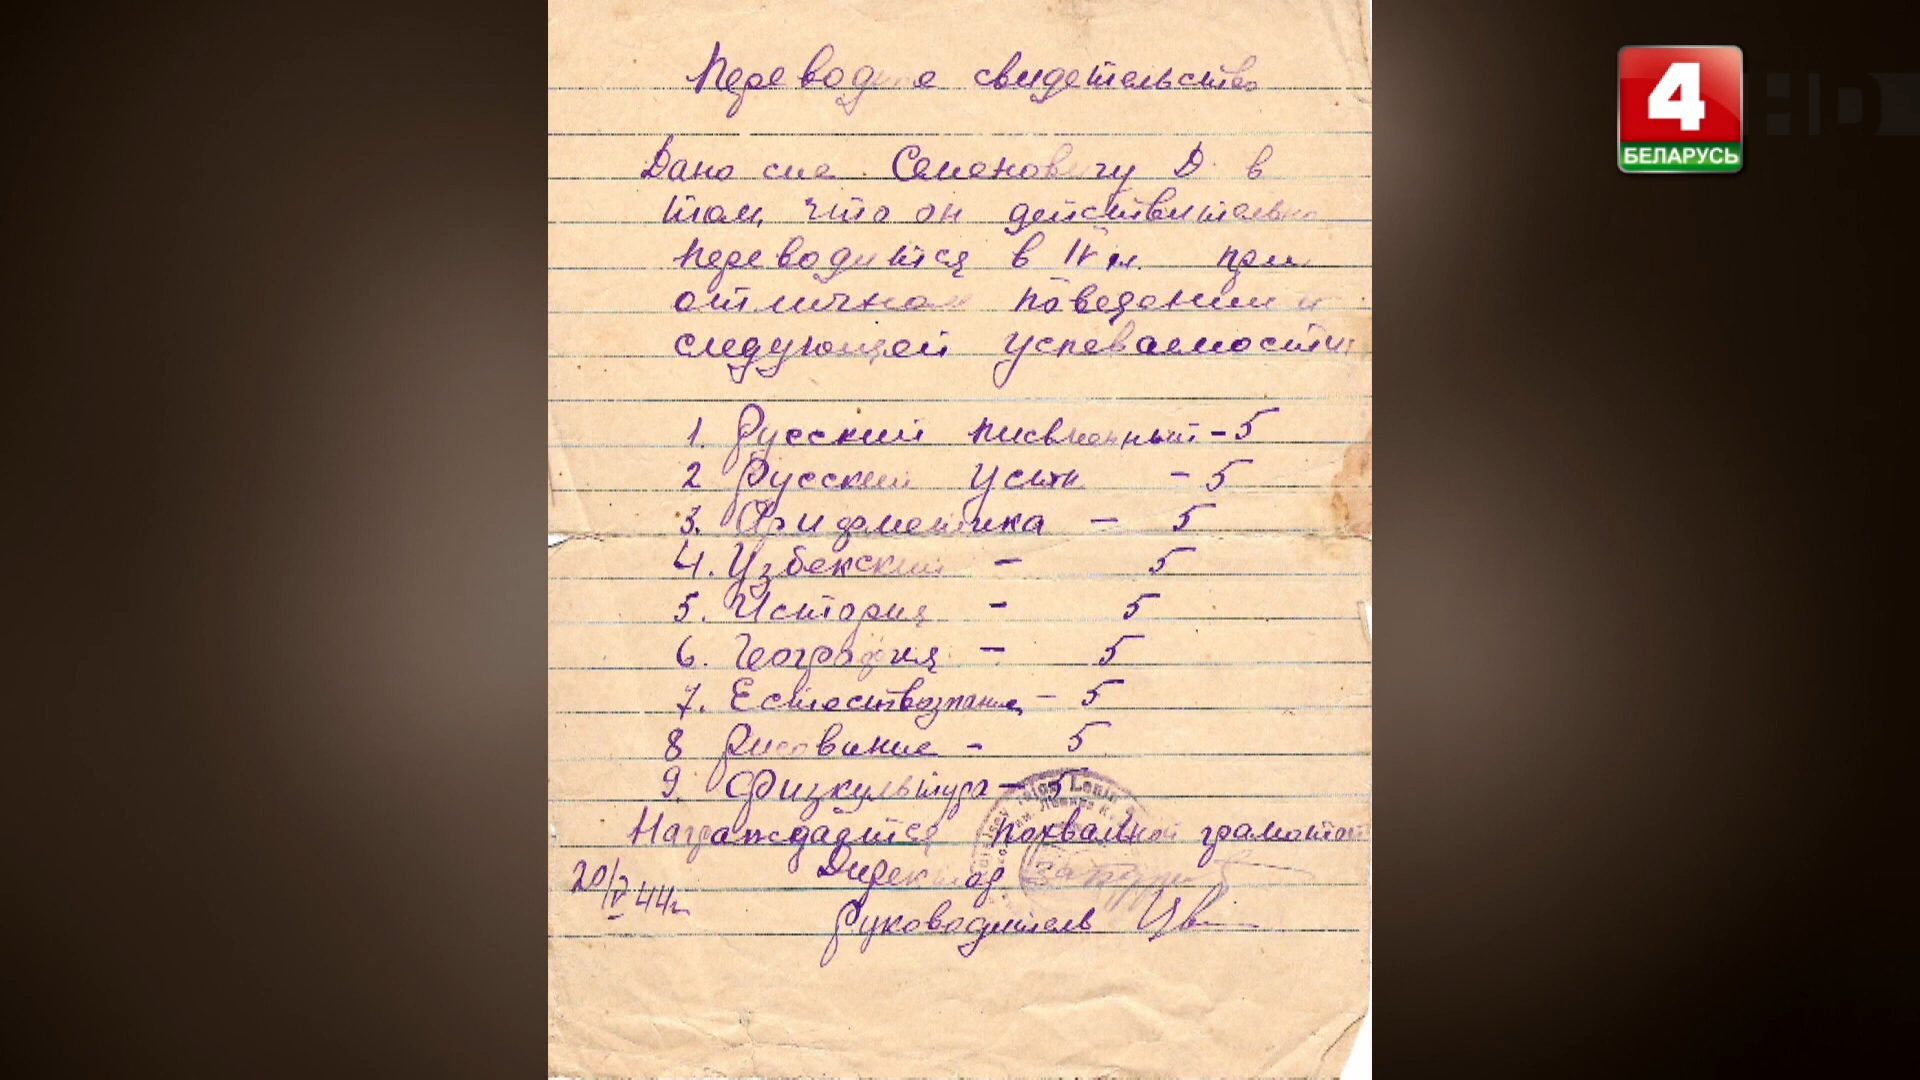 Переводное свидетельство
Дано сие Семеновичу Д. в
том, что он действительно
переводится в IV кл. при
отличном поведении и
следующей успеваемости
1. Русский письменный - 5
2 Русский устн - 5
3. Арифметика - 5
4. Узбекский - 5
5. История - 5
6. География - 5
7. Естествознание - 5
8 Рисование - 5
9. Физкультура - 5
Награждается похвальной грамотой
Директор
20/V 44 г.
Руководитель
4
БЕЛАРУСЬ
HD